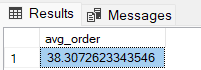 Results Messages
avg_order
1 38.3072623343546